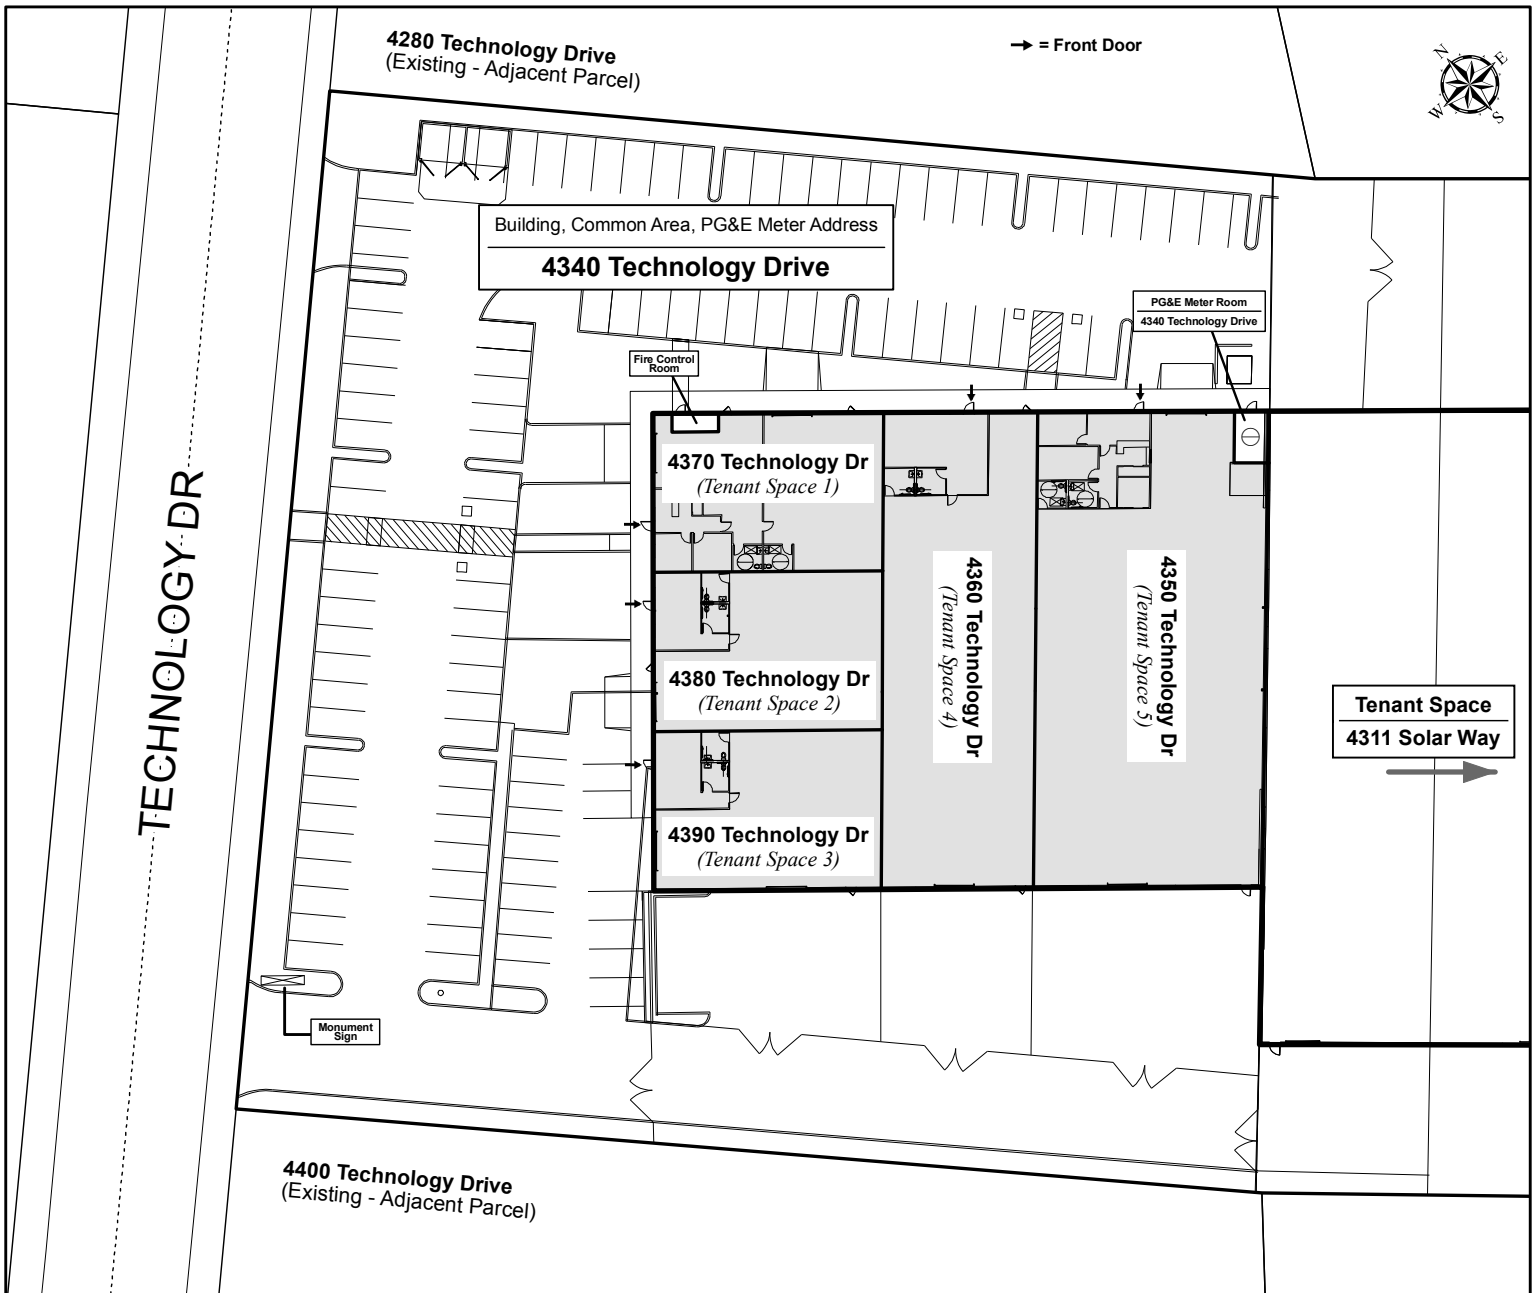 4280 Technology Drive
(Existing - Adjacent Parcel)
= Front Door
N
E
W
S
Building, Common Area, PG&E Meter Address
4340 Technology Drive
PG&E Meter Room
4340 Technology Drive
Fire Control
Room
4370 Technology Dr
(Tenant Space 1)
4380 Technology Dr
(Tenant Space 2)
4390 Technology Dr
(Tenant Space 3)
4360 Technology Dr
(Tenant Space 4)
4350 Technology Dr
(Tenant Space 5)
Tenant Space
4311 Solar Way
TECHNOLOGY DR
Monument
Sign
4400 Technology Drive
(Existing - Adjacent Parcel)